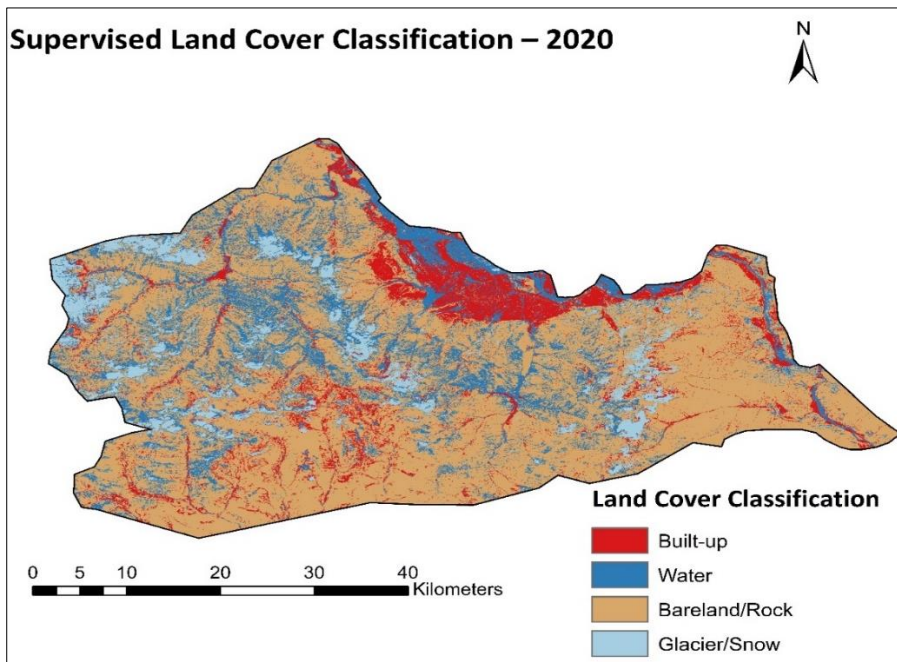 Supervised Land Cover Classification – 2020
N
Land Cover Classification
Built-up
Water
Bareland/Rock
Glacier/Snow
0 5 10 20 30 40
Kilometers